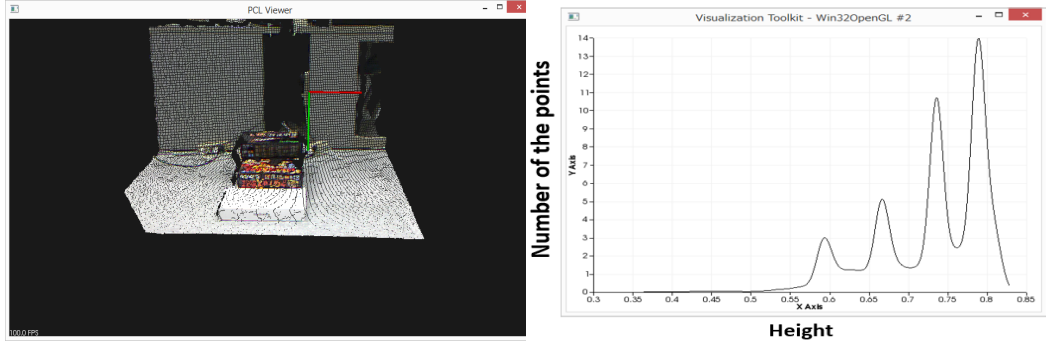 PCL Viewer
100.0 FPS
Visualization Toolkit - Win32OpenGL #2
Number of the points
Y Axis
14
13
12
11
10
9
8
7
6
5
4
3
2
1
0
0.3 0.35 0.4 0.45 0.5 0.55 0.6 0.65 0.7 0.75 0.8 0.85
X Axis
Height